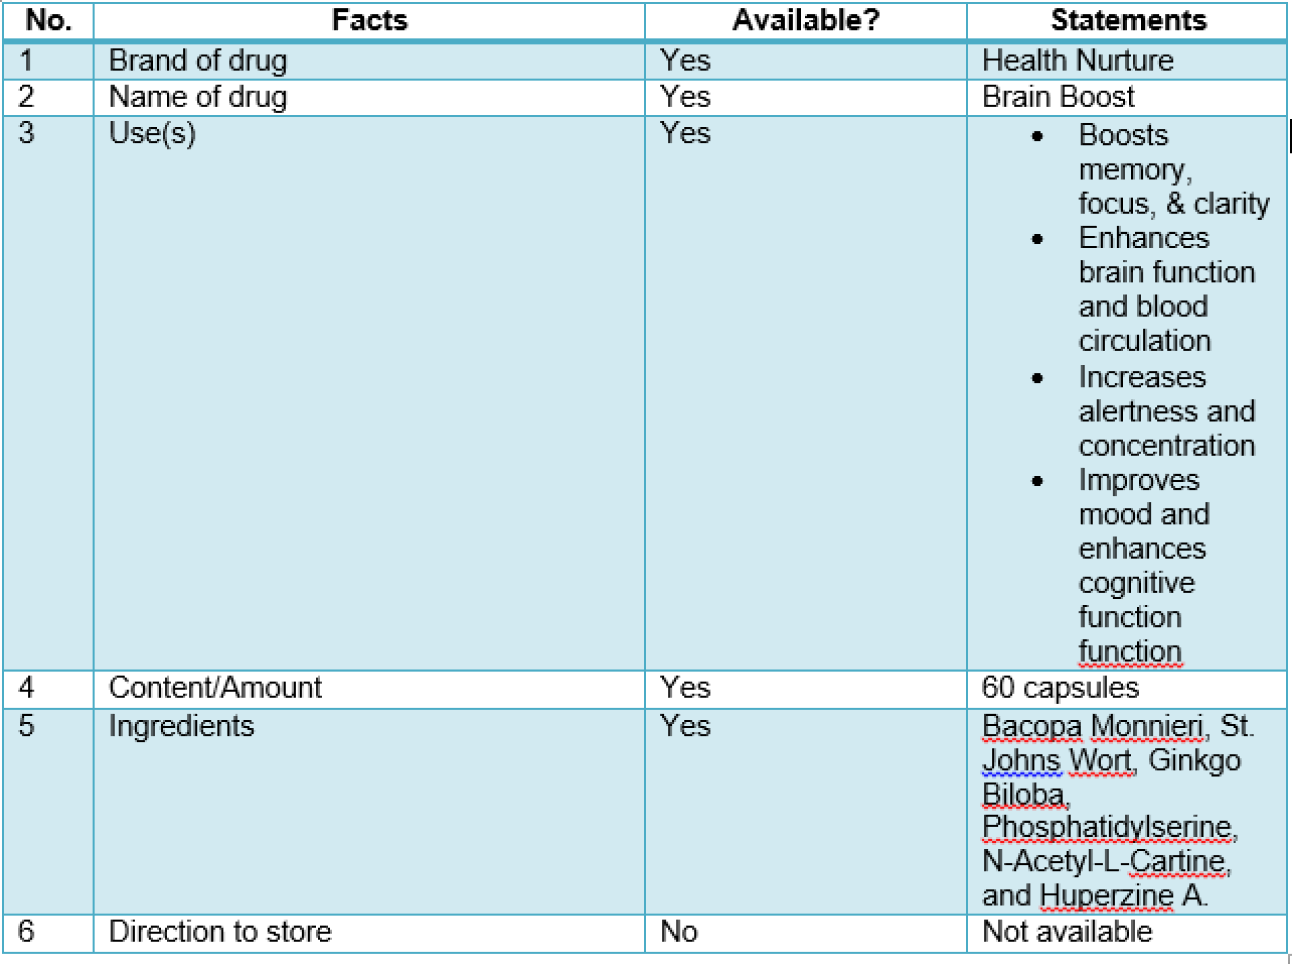 No. Facts Available? Statements
1 Brand of drug Yes Health Nurture
2 Name of drug Yes Brain Boost
3 Use(s) Yes • Boosts
memory,
focus, & clarity
• Enhances
brain function
and blood
circulation
• Increases
alertness and
concentration
• Improves
mood and
enhances
cognitive
function
function
4 Content/Amount Yes 60 capsules
5 Ingredients Yes Bacopa Monnieri, St.
Johns Wort, Ginkgo
Biloba,
Phosphatidylserine,
N-Acetyl-L-Cartine,
and Huperzine A.
6 Direction to store No Not available